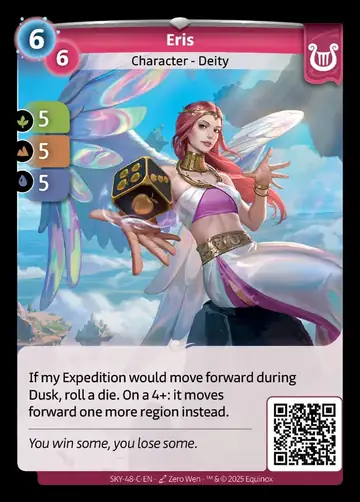 6
Eris
6
Character - Deity
5
5
5
If my Expedition would move forward during
Dusk, roll a die. On a 4+: it moves
forward one more region instead.
You win some, you lose some.
SKY-48-C-EN - Zero Wen - ™ & © 2025 Equinox